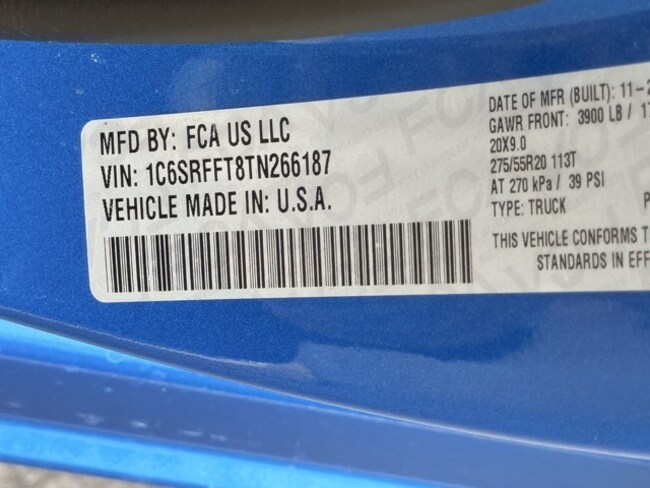 MFD BY: FCA US LLC
VIN: 1C6SRFFT8TN266187
VEHICLE MADE IN: U.S.A.
DATE OF MFR (BUILT): 11-2
GAWR FRONT: 3900 LB / 17
20X9.0
275/55R20 113T
AT 270 kPa / 39 PSI
TYPE: TRUCK
THIS VEHICLE CONFORMS T
STANDARDS IN EFF